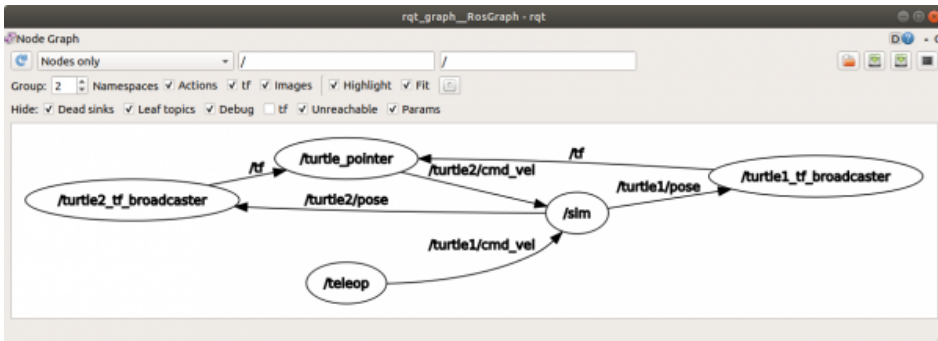 rqt_graph__RosGraph - rqt
Node Graph
D - 
Nodes only / /
Group: 2 Namespaces Actions tf Images Highlight Fit
Hide: Dead sinks Leaf topics Debug tf Unreachable Params
/turtle_pointer
/tf
/tf
/turtle2/cmd_vel
/turtle1_tf_broadcaster
/turtle1/pose
/turtle2_tf_broadcaster
/turtle2/pose
/sim
/turtle1/cmd_vel
/teleop